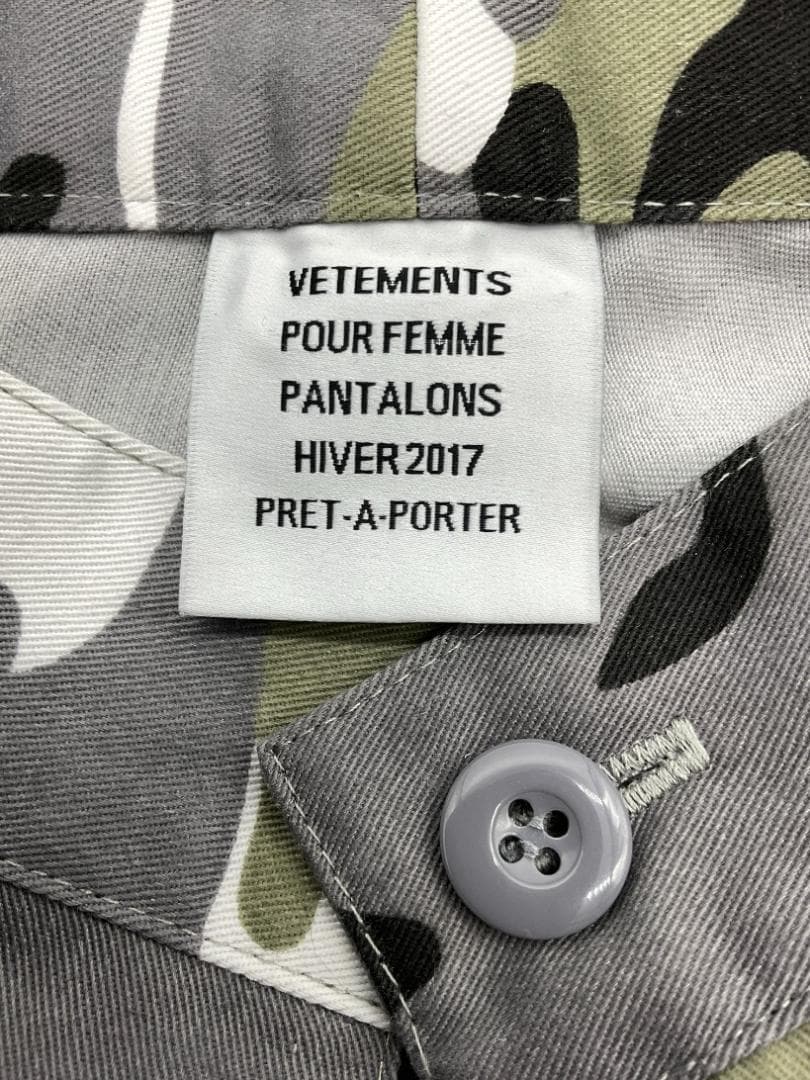 VETEMENTS
POUR FEMME
PANTALONS
HIVER 2017
PRET-A-PORTER